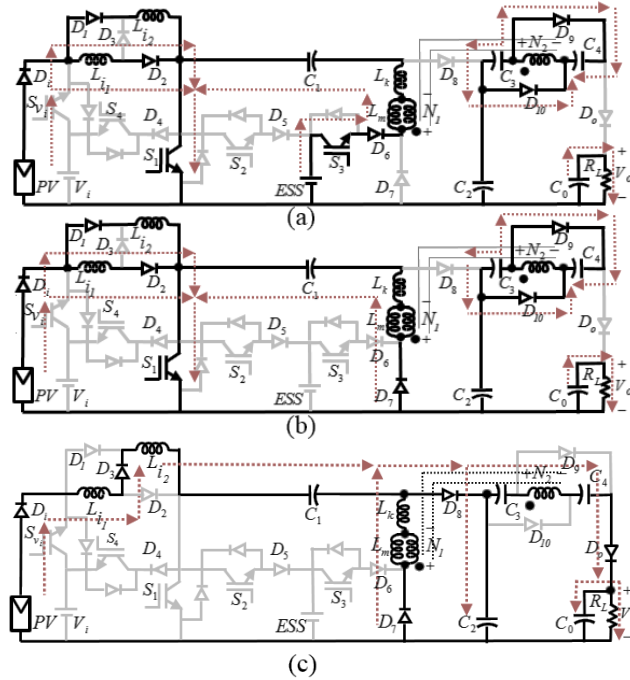 D1 Li2 D3 Di Li1 D2 C1 Lk D8 C3 +N2− D9 C4 D10
Svi S4 D4 D5 Lm N1 − + D6 Do
S1 S2 S3 D7 C2 C0 RL + Vo −
PV Vi ESS
(a)
D1 Li2 D3 Di Li1 D2 C1 Lk D8 C3 +N2− D9 C4 D10
Svi S4 D4 D5 Lm N1 − + D6 Do
S1 S2 S3 D7 C2 C0 RL + Vo −
PV Vi ESS
(b)
D1 Li2 D3 Di Li1 D2 C1 Lk D8 C3 +N2− D9 C4 D10
Svi S4 D4 D5 Lm N1 − + D6 Do
S1 S2 S3 D7 C2 C0 RL + V −
PV Vi ESS
(c)